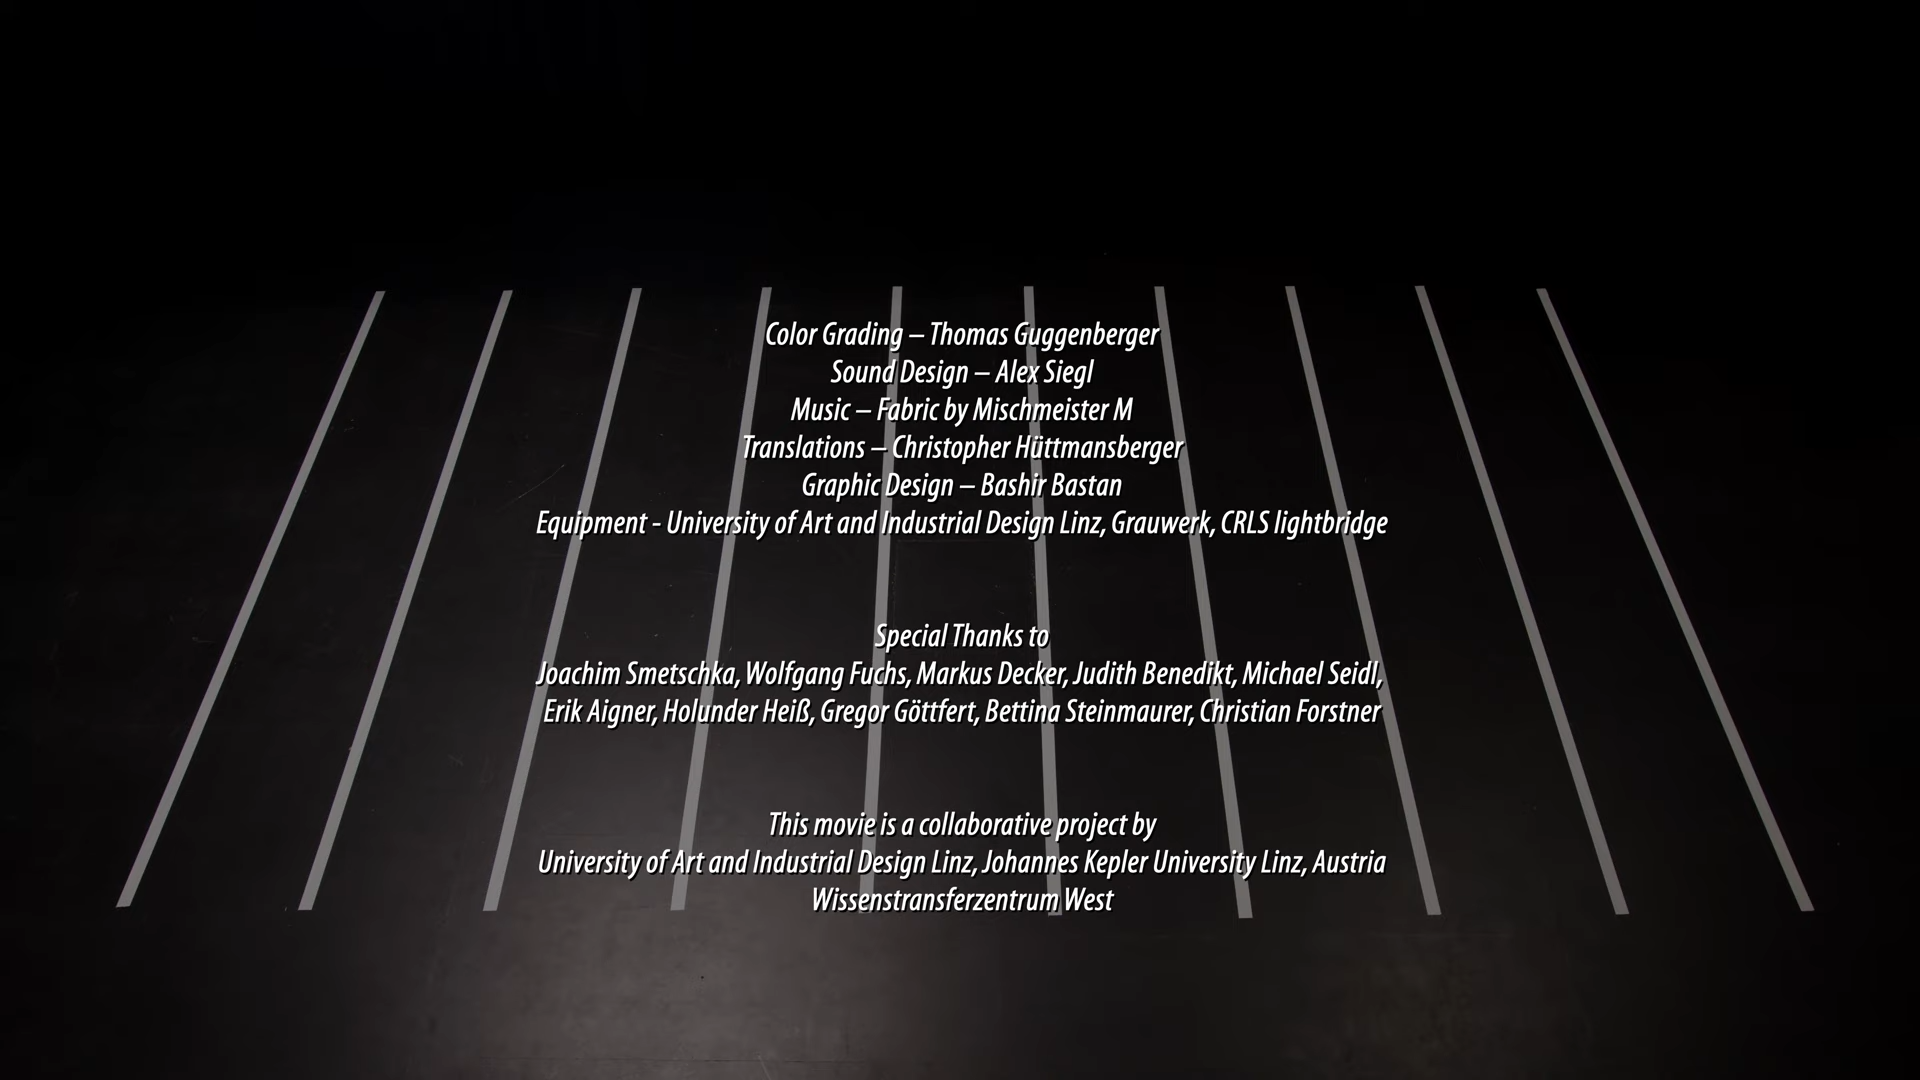 Color Grading – Thomas Guggenberger
Sound Design – Alex Siegl
Music – Fabric by Mischmeister M
Translations – Christopher Hüttmansberger
Graphic Design – Bashir Bastan
Equipment - University of Art and Industrial Design Linz, Grauwerk, CRLS lightbridge
Special Thanks to
Joachim Smetschka, Wolfgang Fuchs, Markus Decker, Judith Benedikt, Michael Seidl,
Erik Aigner, Holunder Heiß, Gregor Göttfert, Bettina Steinmaurer, Christian Forstner
This movie is a collaborative project by
University of Art and Industrial Design Linz, Johannes Kepler University Linz, Austria
Wissenstransferzentrum West